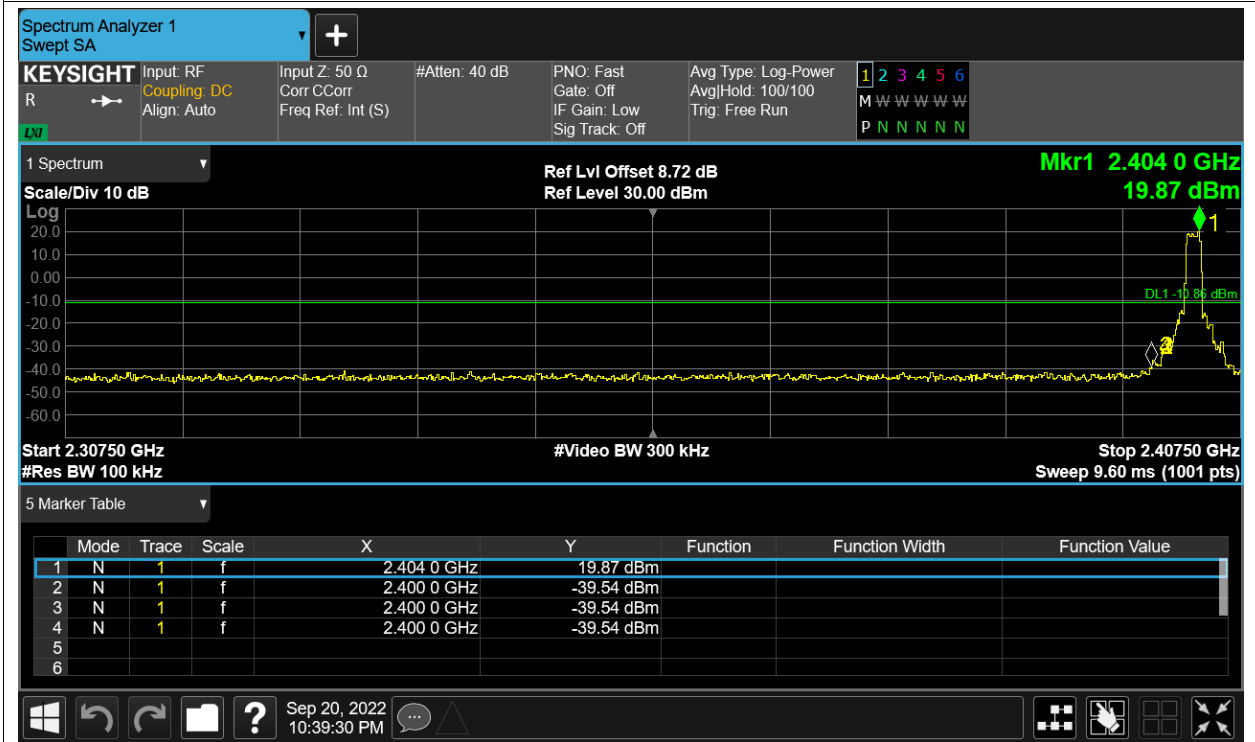 Spectrum Analyzer 1
Swept SA
+
KEYSIGHT Input: RF Input Z: 50 Ω #Atten: 40 dB PNO: Fast Avg Type: Log-Power 1 2 3 4 5 6
R Coupling: DC Corr CCorr Gate: Off Avg|Hold: 100/100 M W W W W W
Align: Auto Freq Ref: Int (S) IF Gain: Low Trig: Free Run
LXI Sig Track: Off P N N N N N
1 Spectrum Ref Lvl Offset 8.72 dB Mkr1 2.404 0 GHz
Scale/Div 10 dB Ref Level 30.00 dBm 19.87 dBm
Log
1
20.0
10.0
0.00
DL1 -10.86 dBm
-10.0
-20.0
-30.0
-40.0
-50.0
-60.0
Start 2.30750 GHz #Video BW 300 kHz Stop 2.40750 GHz
#Res BW 100 kHz Sweep 9.60 ms (1001 pts)
5 Marker Table
Mode Trace Scale X Y Function Function Width Function Value
1 N 1 f 2.404 0 GHz 19.87 dBm
2 N 1 f 2.400 0 GHz -39.54 dBm
3 N 1 f 2.400 0 GHz -39.54 dBm
4 N 1 f 2.400 0 GHz -39.54 dBm
5
6
? Sep 20, 2022
10:39:30 PM